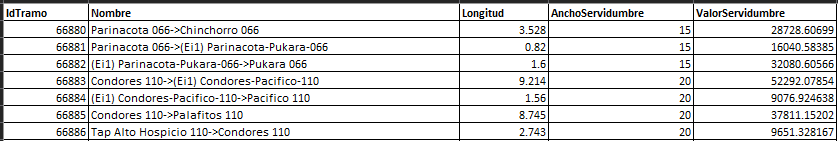 IdTramo Nombre Longitud AnchoServidumbre ValorServidumbre
66880 Parinacota 066->Chinchorro 066 3.528 15 28728.60699
66881 Parinacota 066->(Ei1) Parinacota-Pukara-066 0.82 15 16040.58385
66882 (Ei1) Parinacota-Pukara-066->Pukara 066 1.6 15 32080.60566
66883 Condores 110->(Ei1) Condores-Pacifico-110 9.214 20 52292.07854
66884 (Ei1) Condores-Pacifico-110->Pacifico 110 1.56 20 9076.924638
66885 Condores 110->Palafitos 110 8.745 20 37811.15202
66886 Tap Alto Hospicio 110->Condores 110 2.743 20 9651.328167